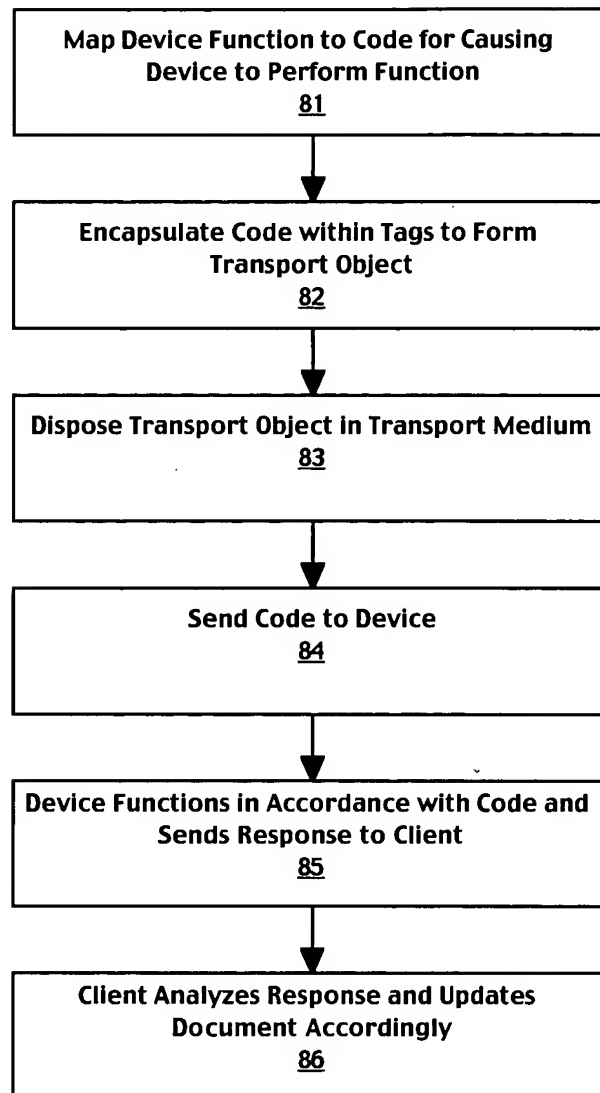 Map Device Function to Code for Causing
Device to Perform Function
81
Encapsulate Code within Tags to Form
Transport Object
82
Dispose Transport Object in Transport Medium
83
Send Code to Device
84
Device Functions in Accordance with Code and
Sends Response to Client
85
Client Analyzes Response and Updates
Document Accordingly
86